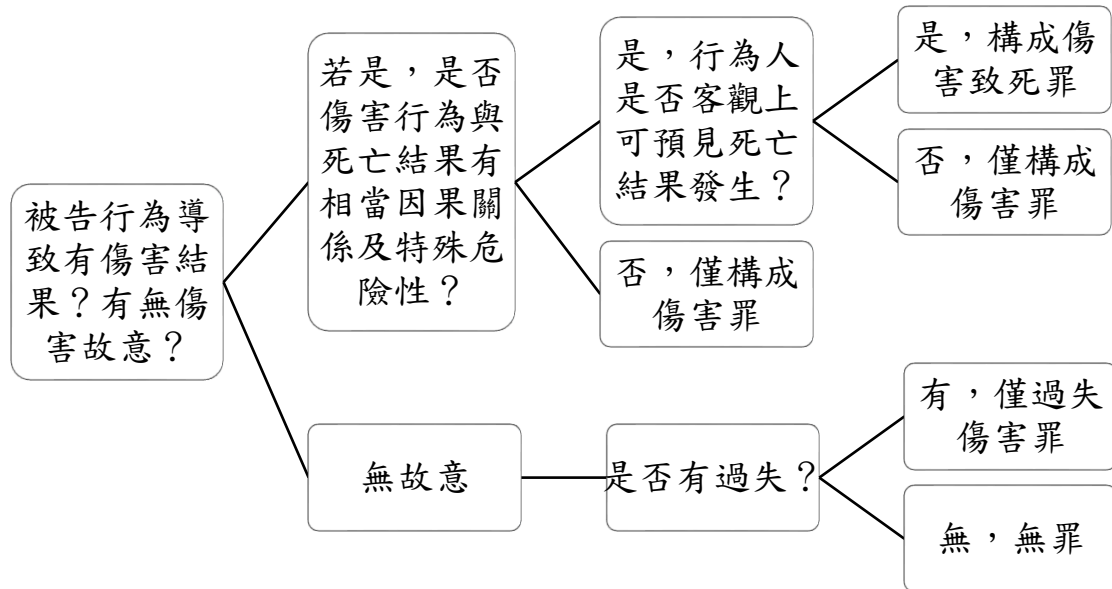 被告行為導
致有傷害結
果？有無傷
害故意？
若是，是否
傷害行為與
死亡結果有
相當因果關
係及特殊危
險性？
是，行為人
是否客觀上
可預見死亡
結果發生？
是，構成傷
害致死罪
否，僅構成
傷害罪
否，僅構成
傷害罪
無故意
是否有過失？
有，僅過失
傷害罪
無，無罪